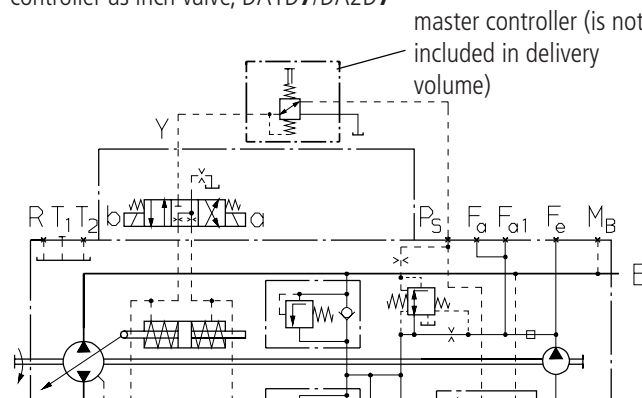 controller as inch valve, DA1D7/DA2D7
master controller (is not
included in delivery
volume)
Y
R T1 T2 b a PS Fa Fa1 Fe MB